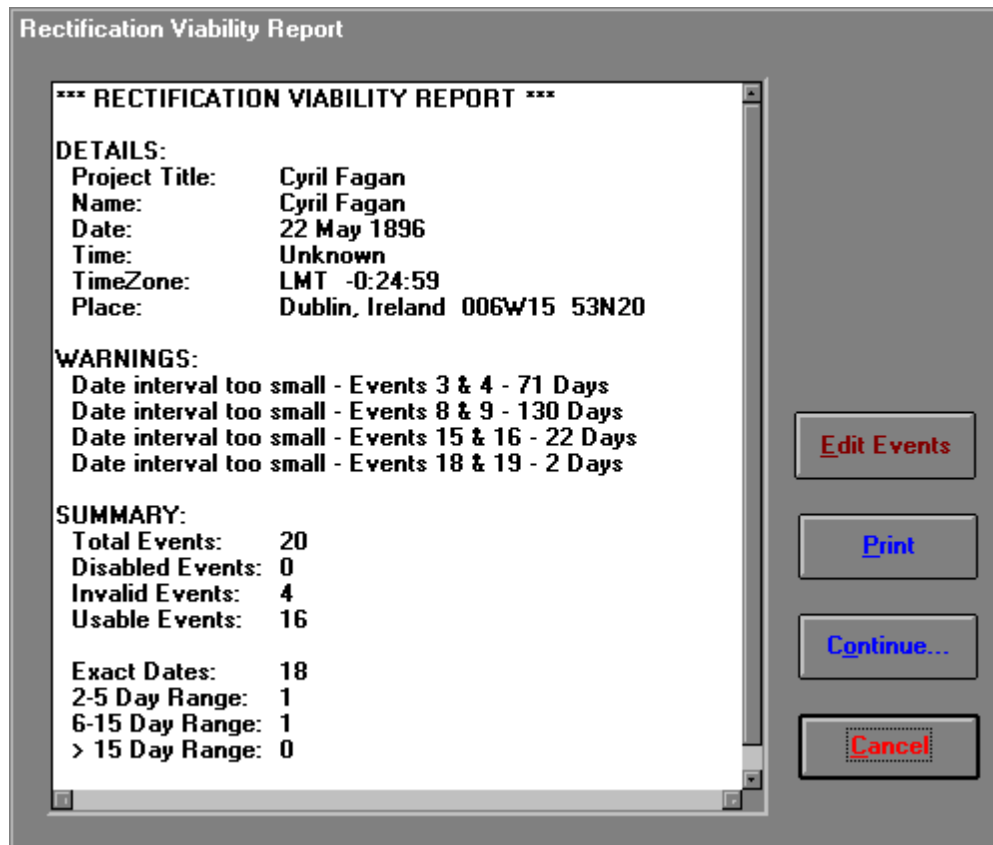 Rectification Viability Report
*** RECTIFICATION VIABILITY REPORT ***
DETAILS:
Project Title: Cyril Fagan
Name: Cyril Fagan
Date: 22 May 1896
Time: Unknown
TimeZone: LMT -0:24:59
Place: Dublin, Ireland 006W15 53N20
WARNINGS:
Date interval too small - Events 3 & 4 - 71 Days
Date interval too small - Events 8 & 9 - 130 Days
Date interval too small - Events 15 & 16 - 22 Days
Date interval too small - Events 18 & 19 - 2 Days
SUMMARY:
Total Events: 20
Disabled Events: 0
Invalid Events: 4
Usable Events: 16
Exact Dates: 18
2-5 Day Range: 1
6-15 Day Range: 1
> 15 Day Range: 0
Edit Events
Print
Continue...
Cancel